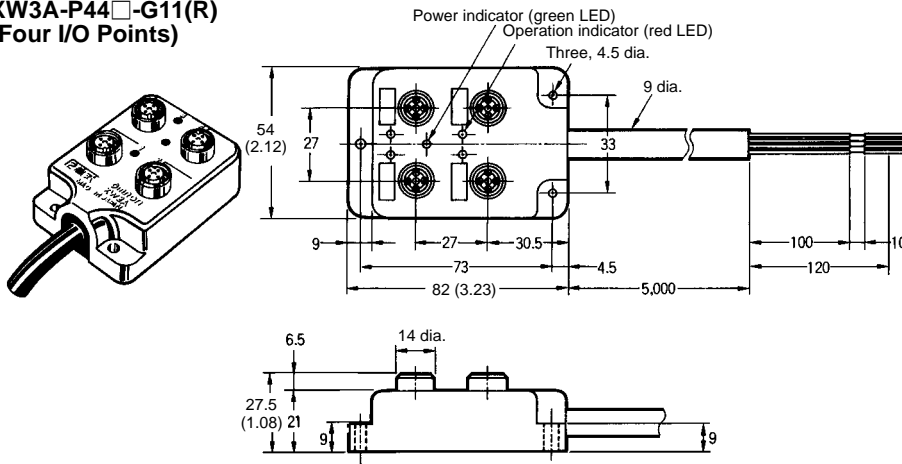 XW3A-P44□-G11(R)
Four I/O Points)
Power indicator (green LED)
Operation indicator (red LED)
Three, 4.5 dia.
9 dia.
54
(2.12)
27
33
9
27
30.5
100
10
73
4.5
120
82 (3.23)
5,000
6.5
14 dia.
27.5
(1.08)
21
9
9